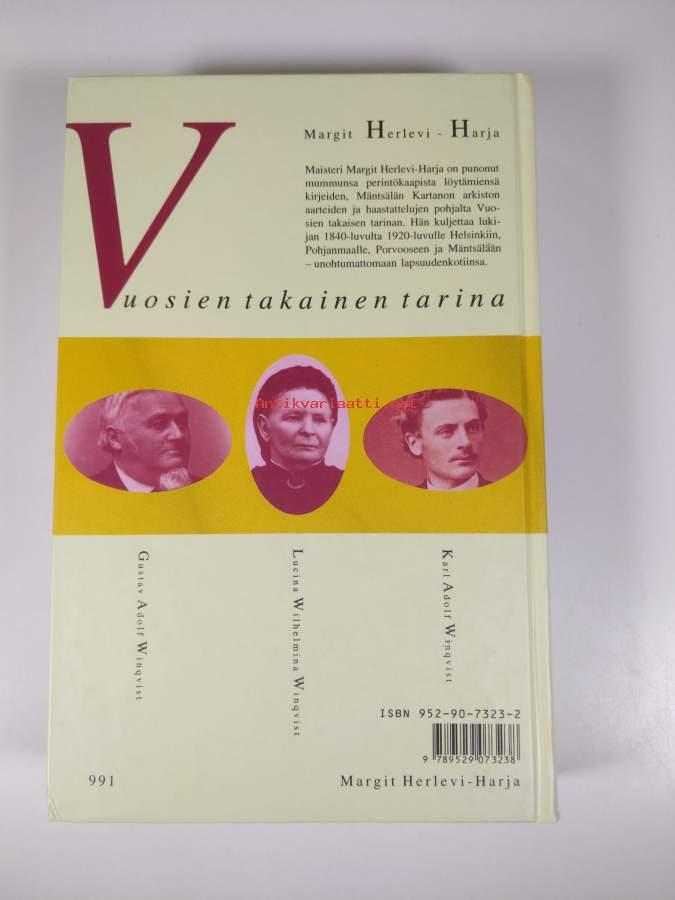 Margit Herlevi - Harja
Maisteri Margit Herlevi-Harja on punonut
mummunsa perintökaapista löytämiensä
kirjeiden, Mäntsälän Kartanon arkiston
aarteiden ja haastattelujen pohjalta Vuo-
sien takaisen tarinan. Hän kuljettaa luki-
jan 1840-luvulta 1920-luvulle Helsinkiin,
Pohjanmaalle, Porvooseen ja Mäntsälään
– unohtumattomaan lapsuudenkotiinsa.
Vuosien takainen tarina
Antikvariaatti.net
Gustav Adolf Winqvist
Lucina Wilhelmina Winqvist
Karl Adolf Winqvist
ISBN 952-90-7323-2
9 789529 073238
991
Margit Herlevi-Harja